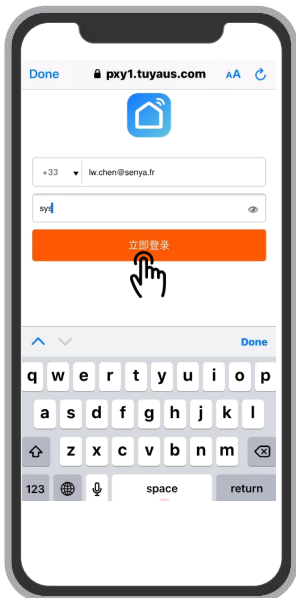 Done pxy1.tuyaus.com AA
+33 lw.chen@senya.fr
sys
立即登录
Done
q w e r t y u i o p
a s d f g h j k l
z x c v b n m
123 space return